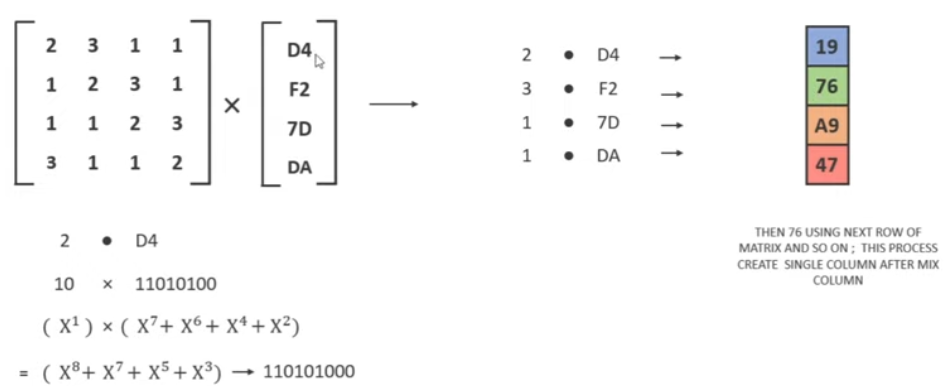 2 3 1 1
1 2 3 1
1 1 2 3
3 1 1 2
×
D4
F2
7D
DA
2 • D4 →
3 • F2 →
1 • 7D →
1 • DA →
19
76
A9
47
THEN 76 USING NEXT ROW OF
MATRIX AND SO ON ; THIS PROCESS
CREATE SINGLE COLUMN AFTER MIX
COLUMN
2 • D4
10 × 11010100
( X¹ ) × ( X⁷+ X⁶ + X⁴ + X²)
= ( X⁸+ X⁷ + X⁵ + X³) → 110101000